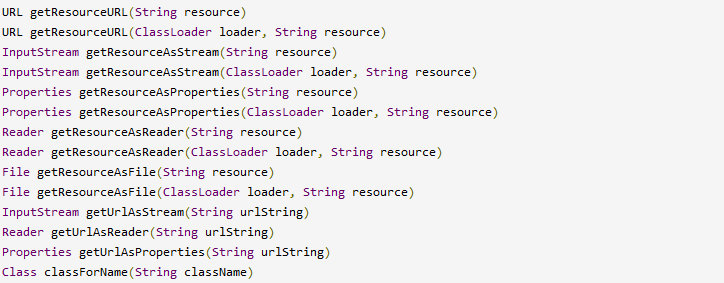 URL getResourceURL(String resource)
URL getResourceURL(ClassLoader loader, String resource)
InputStream getResourceAsStream(String resource)
InputStream getResourceAsStream(ClassLoader loader, String resource)
Properties getResourceAsProperties(String resource)
Properties getResourceAsProperties(ClassLoader loader, String resource)
Reader getResourceAsReader(String resource)
Reader getResourceAsReader(ClassLoader loader, String resource)
File getResourceAsFile(String resource)
File getResourceAsFile(ClassLoader loader, String resource)
InputStream getUrlAsStream(String urlString)
Reader getUrlAsReader(String urlString)
Properties getUrlAsProperties(String urlString)
Class classForName(String className)